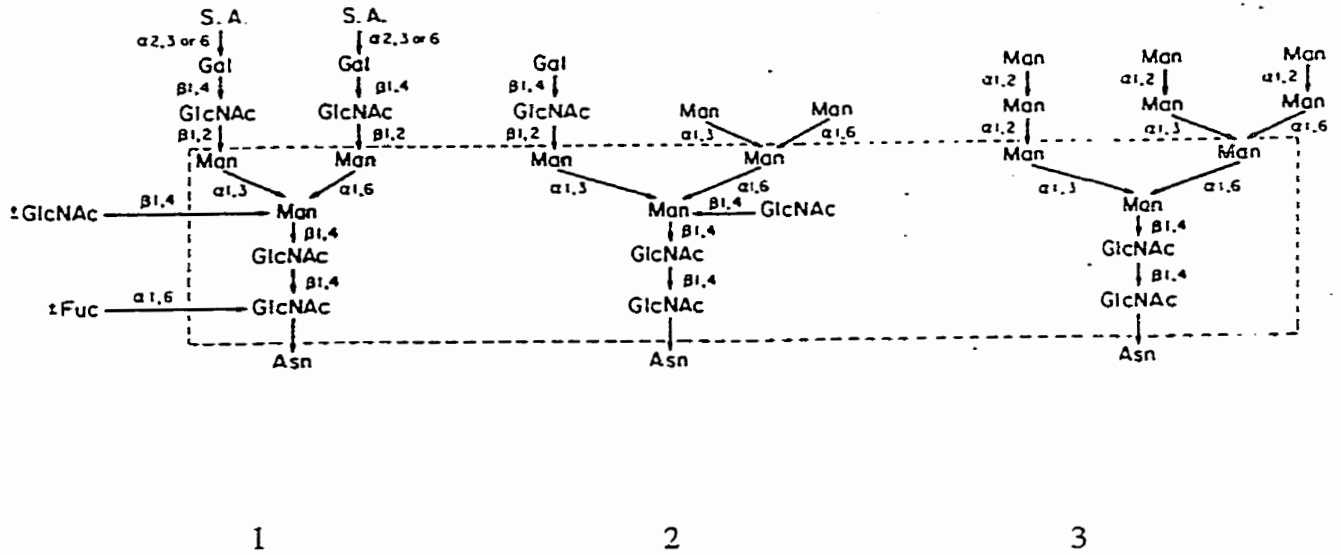 S.A. S.A.
α2,3 or 6 α2,3 or 6
Gal Gal Gal Man Man Man
β1,4 β1,4 β1,4 α1,2 α1,2 α1,2
GlcNAc GlcNAc GlcNAc Man Man Man Man Man
β1,2 β1,2 β1,2 α1,3 α1,6 α1,2 α1,3 α1,6
Man Man Man Man Man Man
α1,3 α1,6 α1,3 α1,6 α1,3 α1,6
±GlcNAc β1,4 Man Man β1,4 GlcNAc Man
β1,4 β1,4 β1,4
GlcNAc GlcNAc GlcNAc
β1,4 β1,4 β1,4
±Fuc α1,6 GlcNAc GlcNAc GlcNAc
Asn Asn Asn
1 2 3